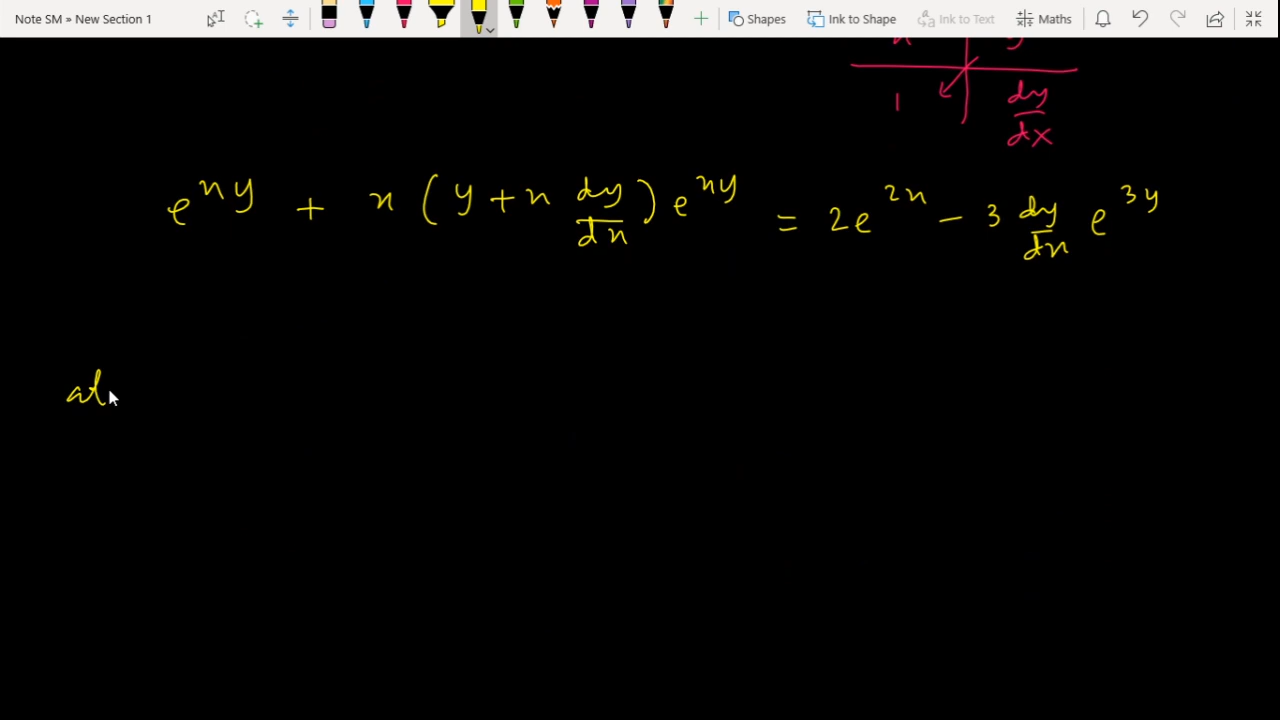 Note SM » New Section 1
Shapes
Ink to Shape
Ink to Text
Maths
1 dy/dx
e^{xy} + x (y + x dy/dx) e^{xy} = 2e^{2x} - 3 dy/dx e^{3y}
at